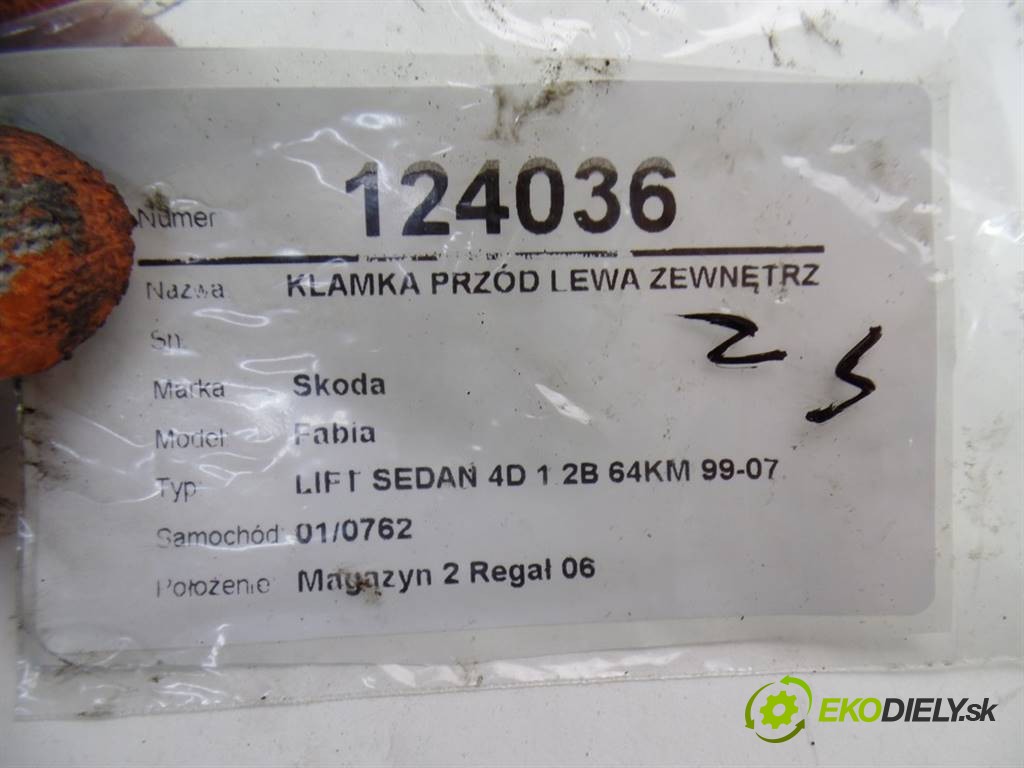 Numer 124036
Nazwa KLAMKA PRZÓD LEWA ZEWNĘTRZ
Sn.
Marka Skoda
Model: Fabia
Typ LIFT SEDAN 4D 1.2B 64KM 99-07
Samochód: 01/0762
Położenie: Magazyn 2 Regał 06
EKODIELY.sk